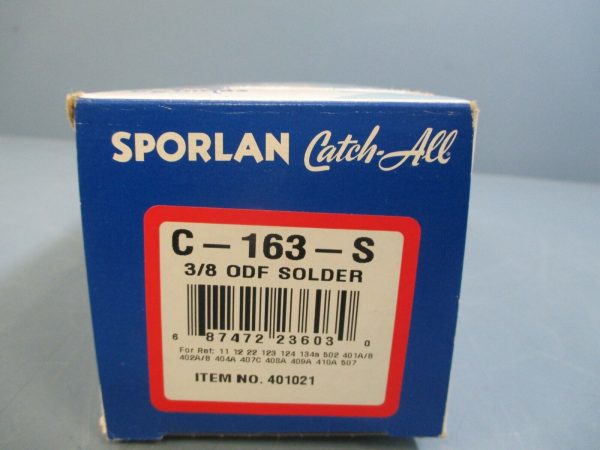 SPORLAN Catch-All
C-163-S
3/8 ODF SOLDER
6 87472 23603 0
For Ref: 11 12 22 123 124 134a 502 401A/B
402A/B 404A 407C 408A 409A 410A 507
ITEM NO. 401021